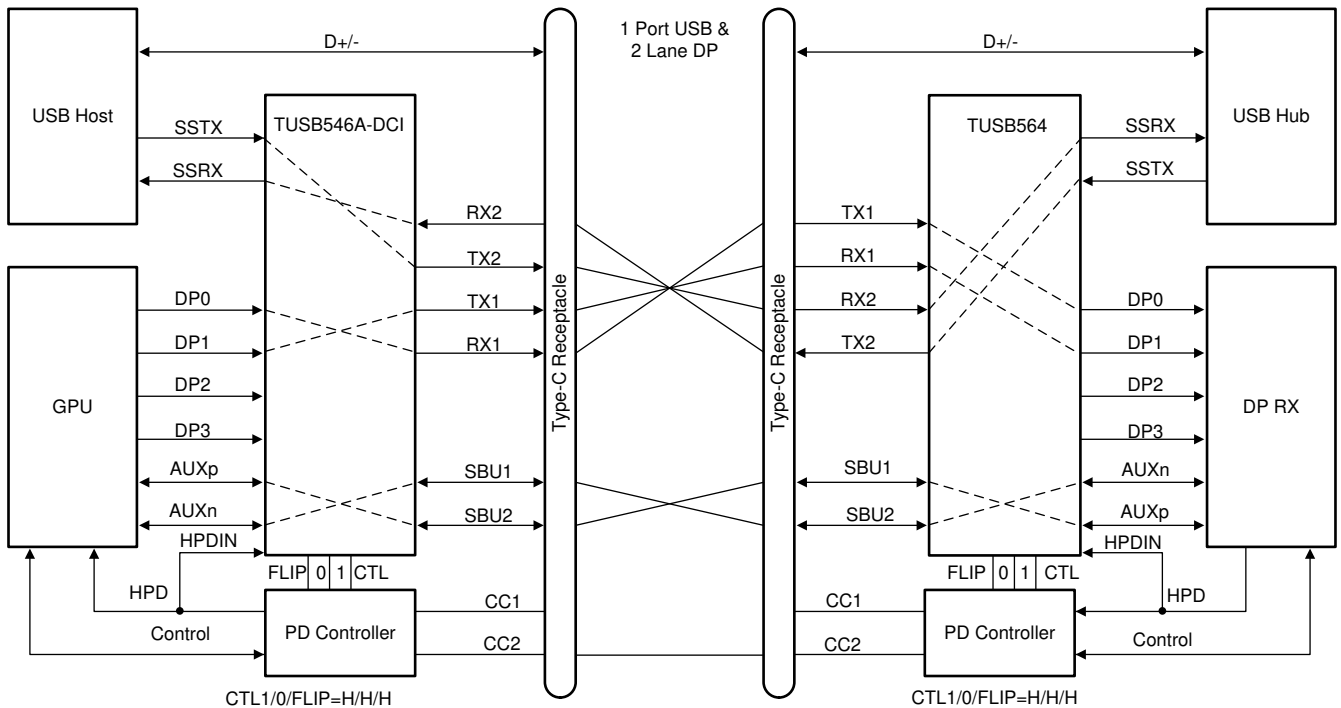 1 Port USB &
2 Lane DP
D+/-
D+/-
USB Host
TUSB546A-DCI
TUSB564
USB Hub
SSTX
SSRX
SSRX
SSTX
RX2
TX2
TX1
RX1
TX1
RX1
RX2
TX2
Type-C Receptacle
Type-C Receptacle
GPU
DP0
DP1
DP2
DP3
AUXp
AUXn
HPDIN
SBU1
SBU2
SBU1
SBU2
DP0
DP1
DP2
DP3
AUXn
AUXp
HPDIN
DP RX
FLIP 0 1 CTL
FLIP 0 1 CTL
HPD
Control
PD Controller
CC1
CC2
CC1
CC2
PD Controller
HPD
Control
CTL1/0/FLIP=H/H/H
CTL1/0/FLIP=H/H/H